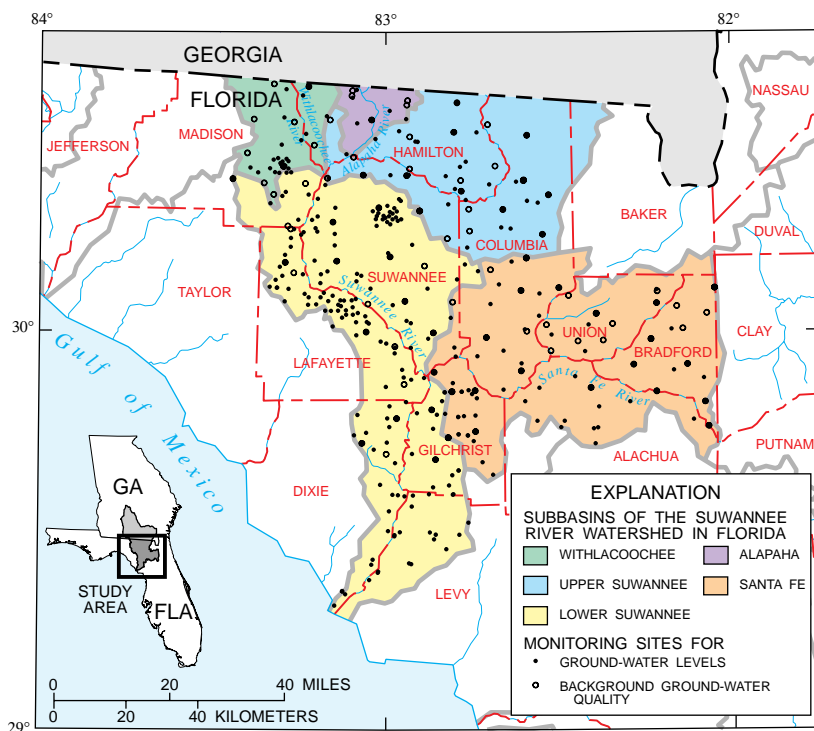 84°
83°
82°
GEORGIA
FLORIDA
NASSAU
JEFFERSON
MADISON
Withlacoochee
River
Alapaha River
HAMILTON
BAKER
DUVAL
COLUMBIA
TAYLOR
SUWANNEE
Suwannee River
30°
30°
UNION
CLAY
BRADFORD
LAFAYETTE
Santa Fe River
Gulf of Mexico
GILCHRIST
ALACHUA
PUTNAM
DIXIE
LEVY
GA
STUDY
AREA
FLA
EXPLANATION
SUBBASINS OF THE SUWANNEE
RIVER WATERSHED IN FLORIDA
WITHLACOOCHEE
ALAPAHA
UPPER SUWANNEE
SANTA FE
LOWER SUWANNEE
MONITORING SITES FOR
GROUND-WATER LEVELS
BACKGROUND GROUND-WATER
QUALITY
0 20 40 MILES
0 20 40 KILOMETERS
29°